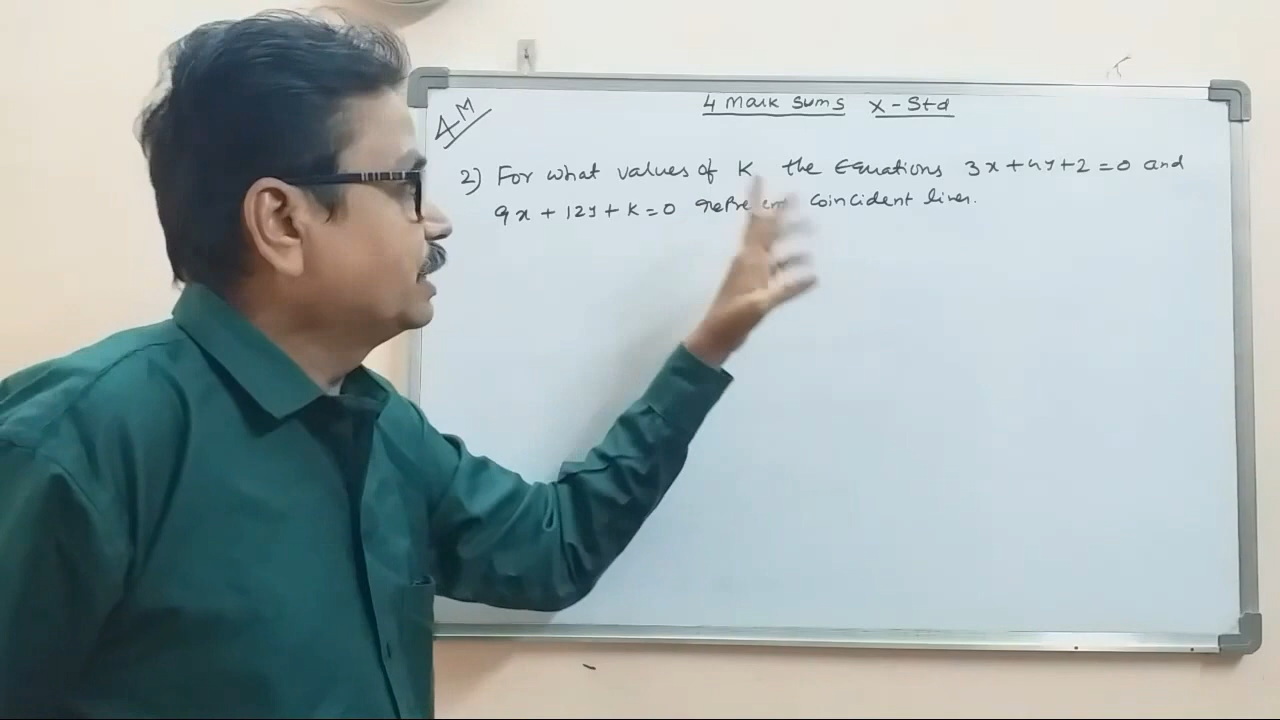 4 Mark sums X-Std
4M
2) For what values of K, the Equations 3x+4y+2=0 and
9x + 12y + k = 0 represent coincident lines.